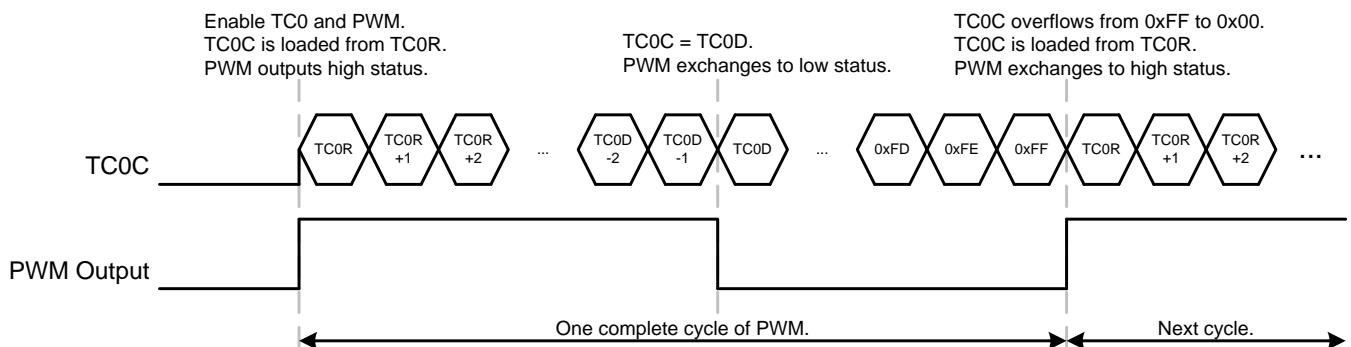 Enable TC0 and PWM.
TC0C is loaded from TC0R.
PWM outputs high status.
TC0C = TC0D.
PWM exchanges to low status.
TC0C overflows from 0xFF to 0x00.
TC0C is loaded from TC0R.
PWM exchanges to high status.
TC0C
TC0R
TC0R
+1
TC0R
+2
...
TC0D
-2
TC0D
-1
TC0D
...
0xFD
0xFE
0xFF
TC0R
TC0R
+1
TC0R
+2
...
PWM Output
One complete cycle of PWM.
Next cycle.